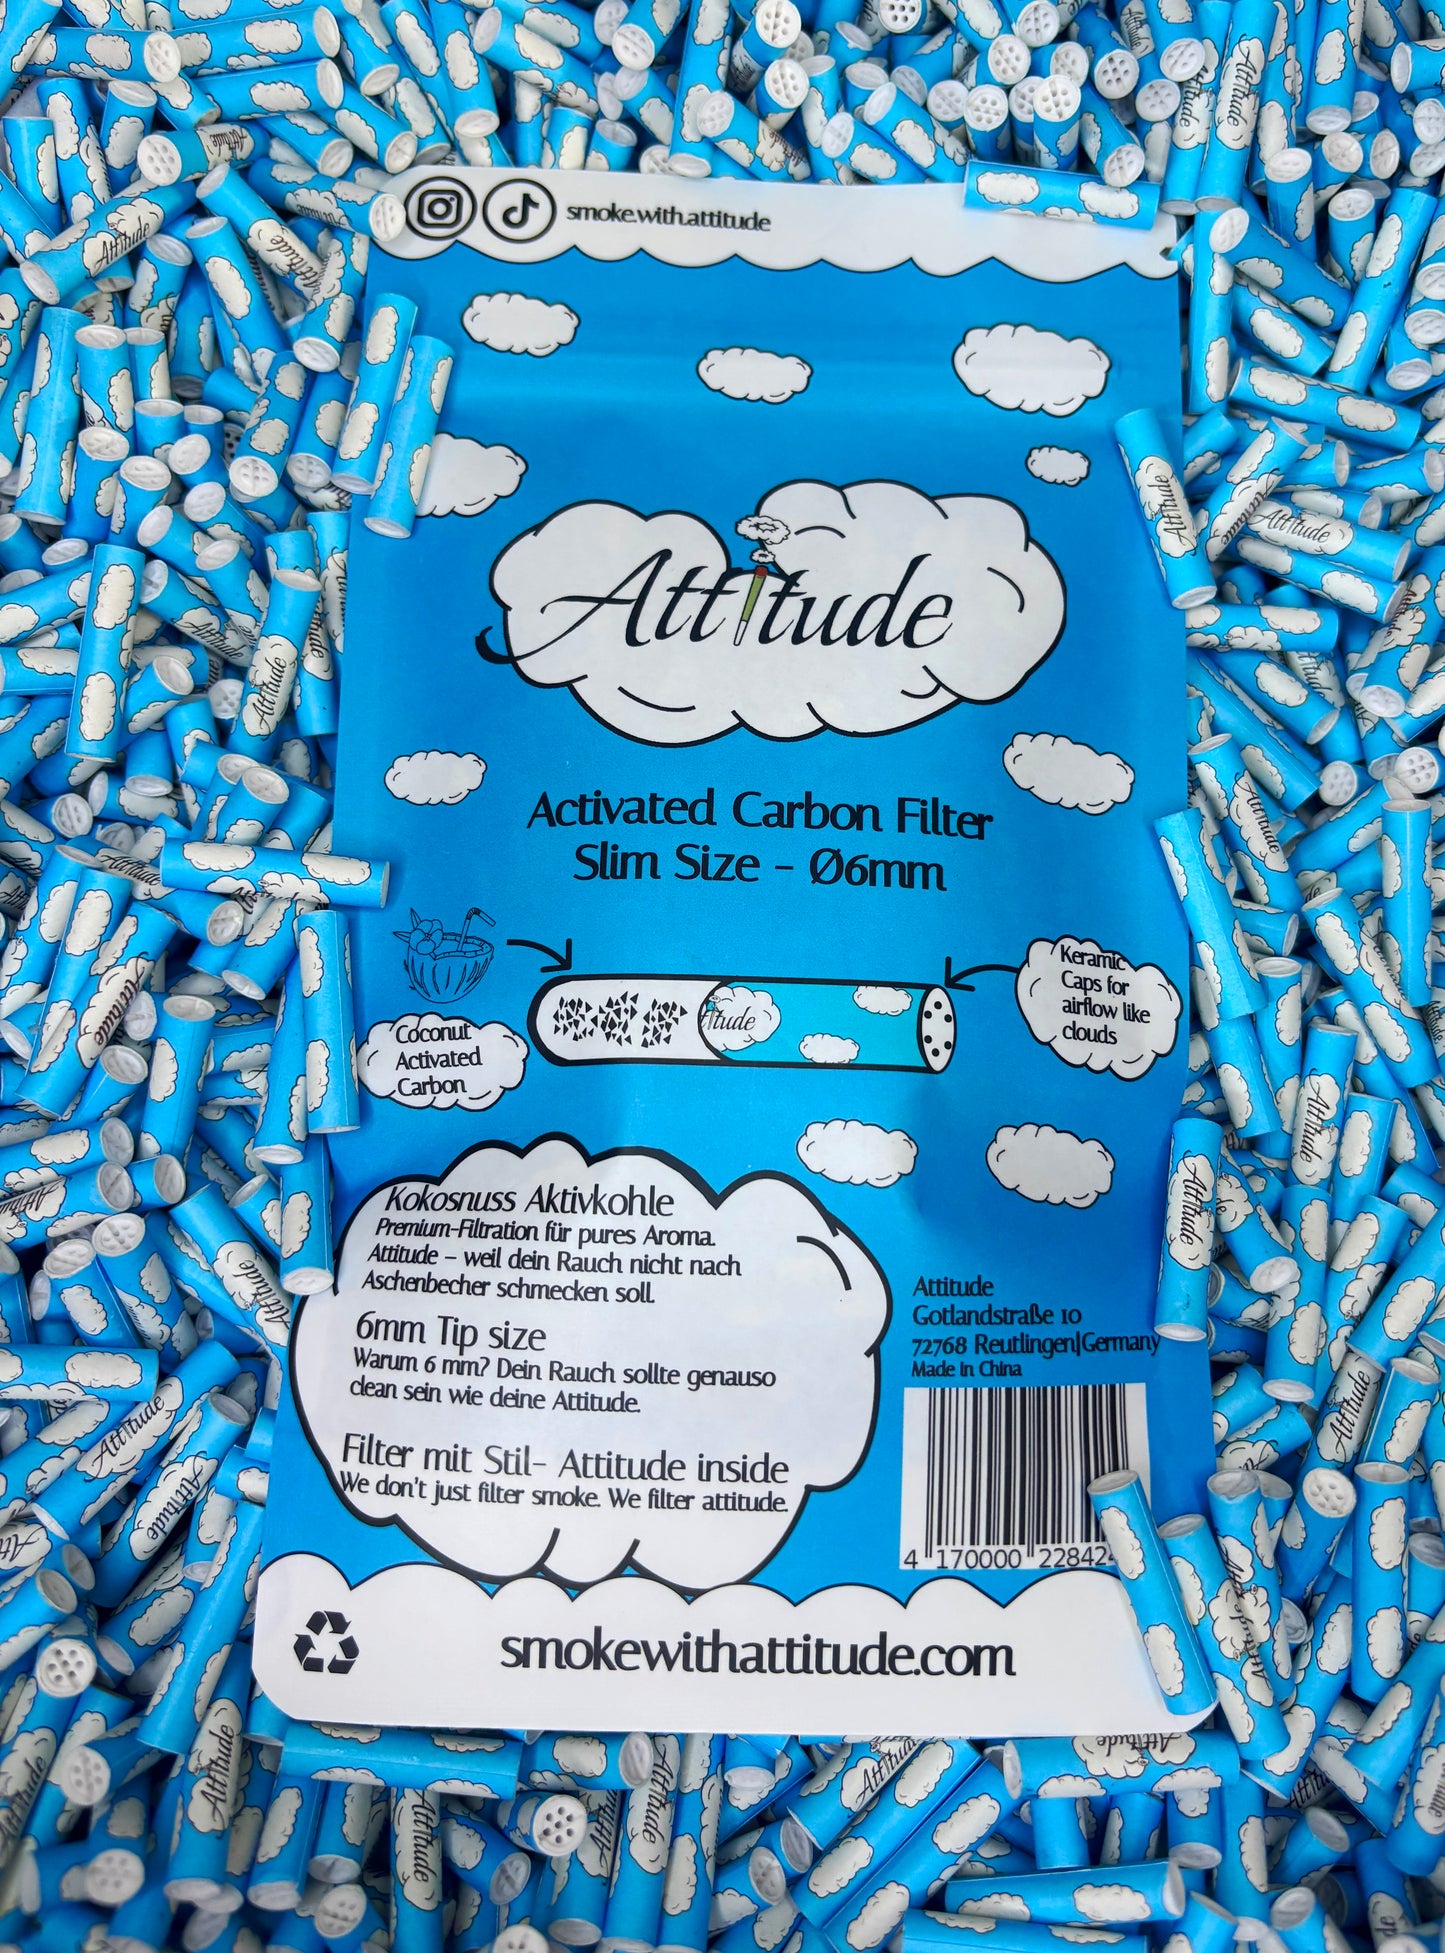 smoke.with.attitude
Attitude
Activated Carbon Filter
Slim Size - Ø6mm
Keramic
Caps for
airflow like
clouds
Attitude
Coconut
Activated
Carbon
Kokosnuss Aktivkohle
Premium-Filtration für pures Aroma.
Attitude – weil dein Rauch nicht nach
Aschenbecher schmecken soll.
6mm Tip size
Warum 6 mm? Dein Rauch sollte genauso
clean sein wie deine Attitude.
Filter mit Stil- Attitude inside
We don't just filter smoke. We filter attitude.
Attitude
Gotlandstraße 10
72768 Reutlingen|Germany
Made in China
4 170000 22842
smokewithattitude.com